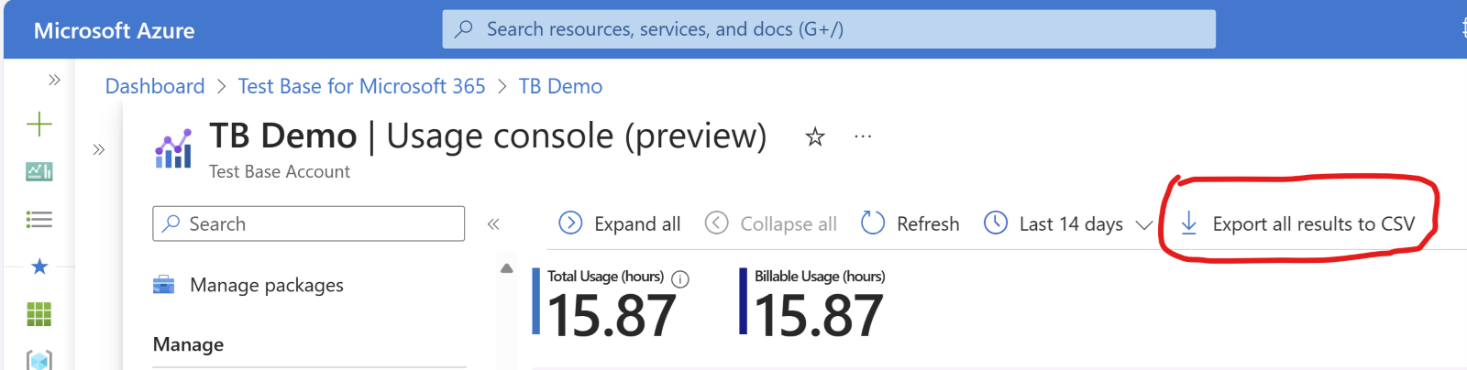 Microsoft Azure
Search resources, services, and docs (G+/)
Dashboard > Test Base for Microsoft 365 > TB Demo
TB Demo | Usage console (preview)
Test Base Account
Search
Expand all
Collapse all
Refresh
Last 14 days
Export all results to CSV
Manage packages
Manage
Total Usage (hours)
15.87
Billable Usage (hours)
15.87